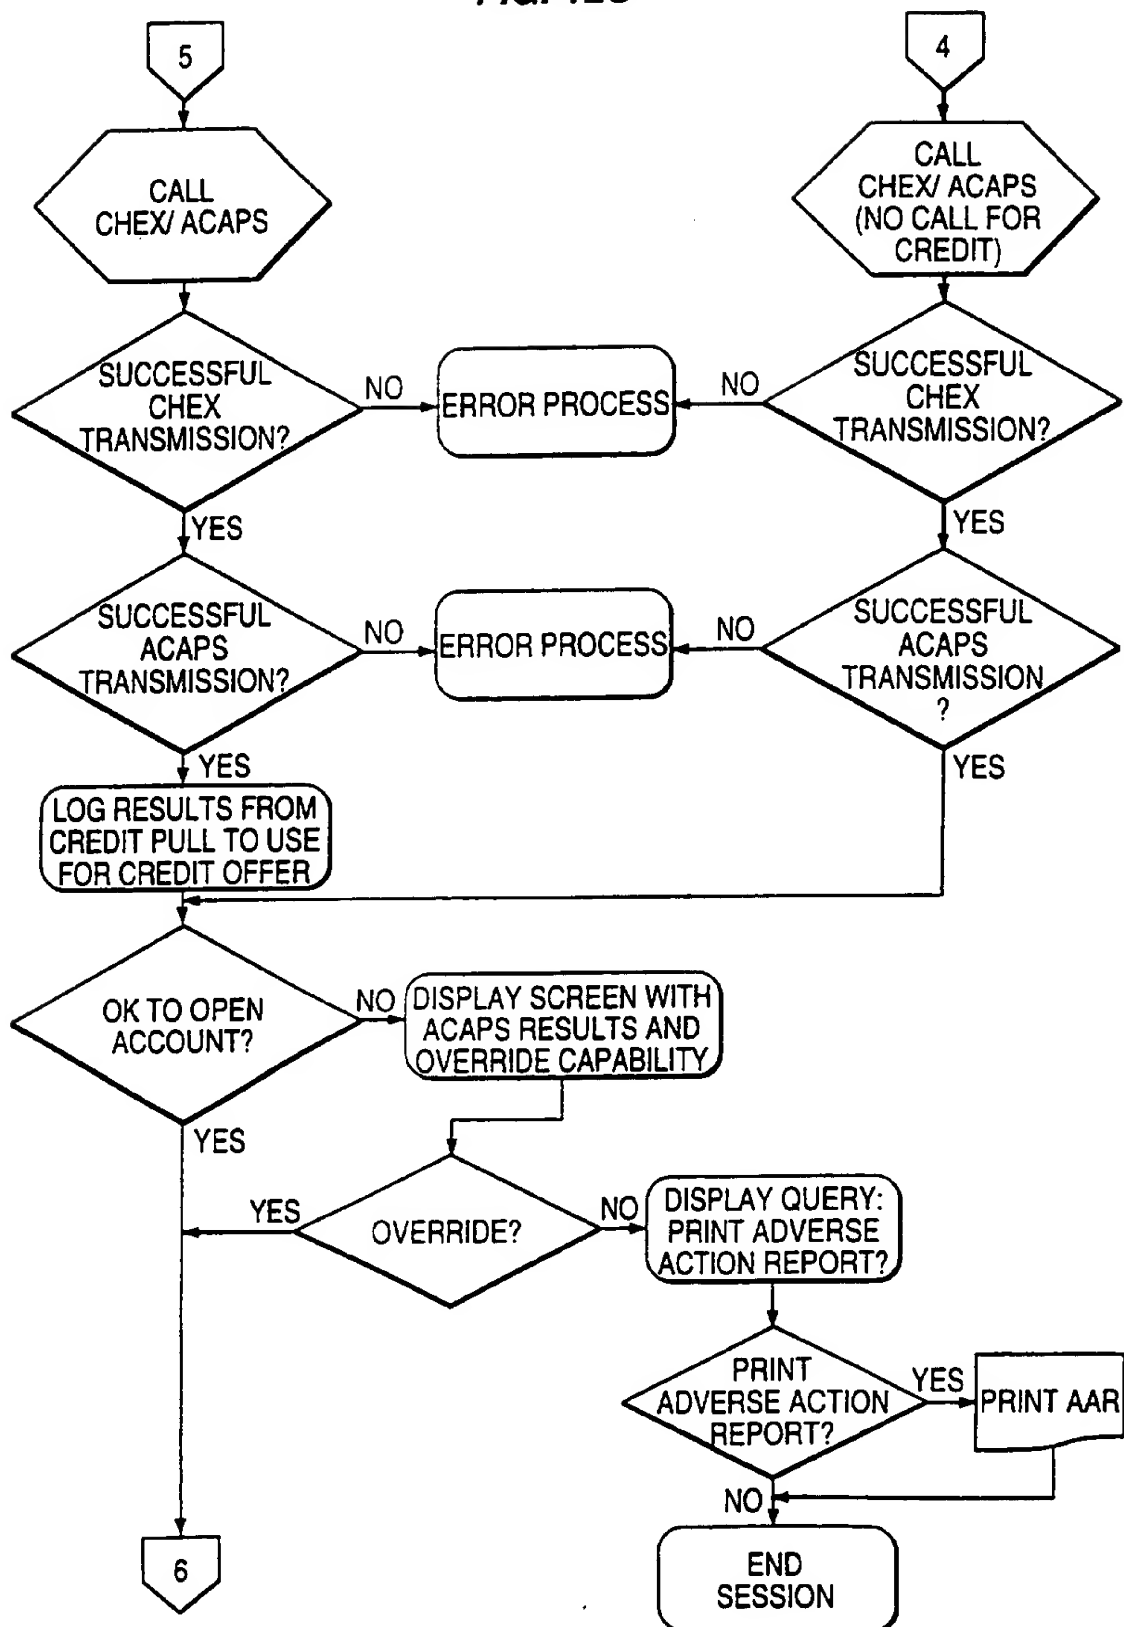 5
4
CALL
CHEX/ ACAPS
CALL
CHEX/ ACAPS
(NO CALL FOR
CREDIT)
SUCCESSFUL
CHEX
TRANSMISSION?
NO
ERROR PROCESS
NO
SUCCESSFUL
CHEX
TRANSMISSION?
YES
YES
SUCCESSFUL
ACAPS
TRANSMISSION?
NO
ERROR PROCESS
NO
SUCCESSFUL
ACAPS
TRANSMISSION
?
YES
YES
LOG RESULTS FROM
CREDIT PULL TO USE
FOR CREDIT OFFER
OK TO OPEN
ACCOUNT?
NO
DISPLAY SCREEN WITH
ACAPS RESULTS AND
OVERRIDE CAPABILITY
YES
YES
OVERRIDE?
NO
DISPLAY QUERY:
PRINT ADVERSE
ACTION REPORT?
PRINT
ADVERSE ACTION
REPORT?
YES
PRINT AAR
NO
6
END
SESSION